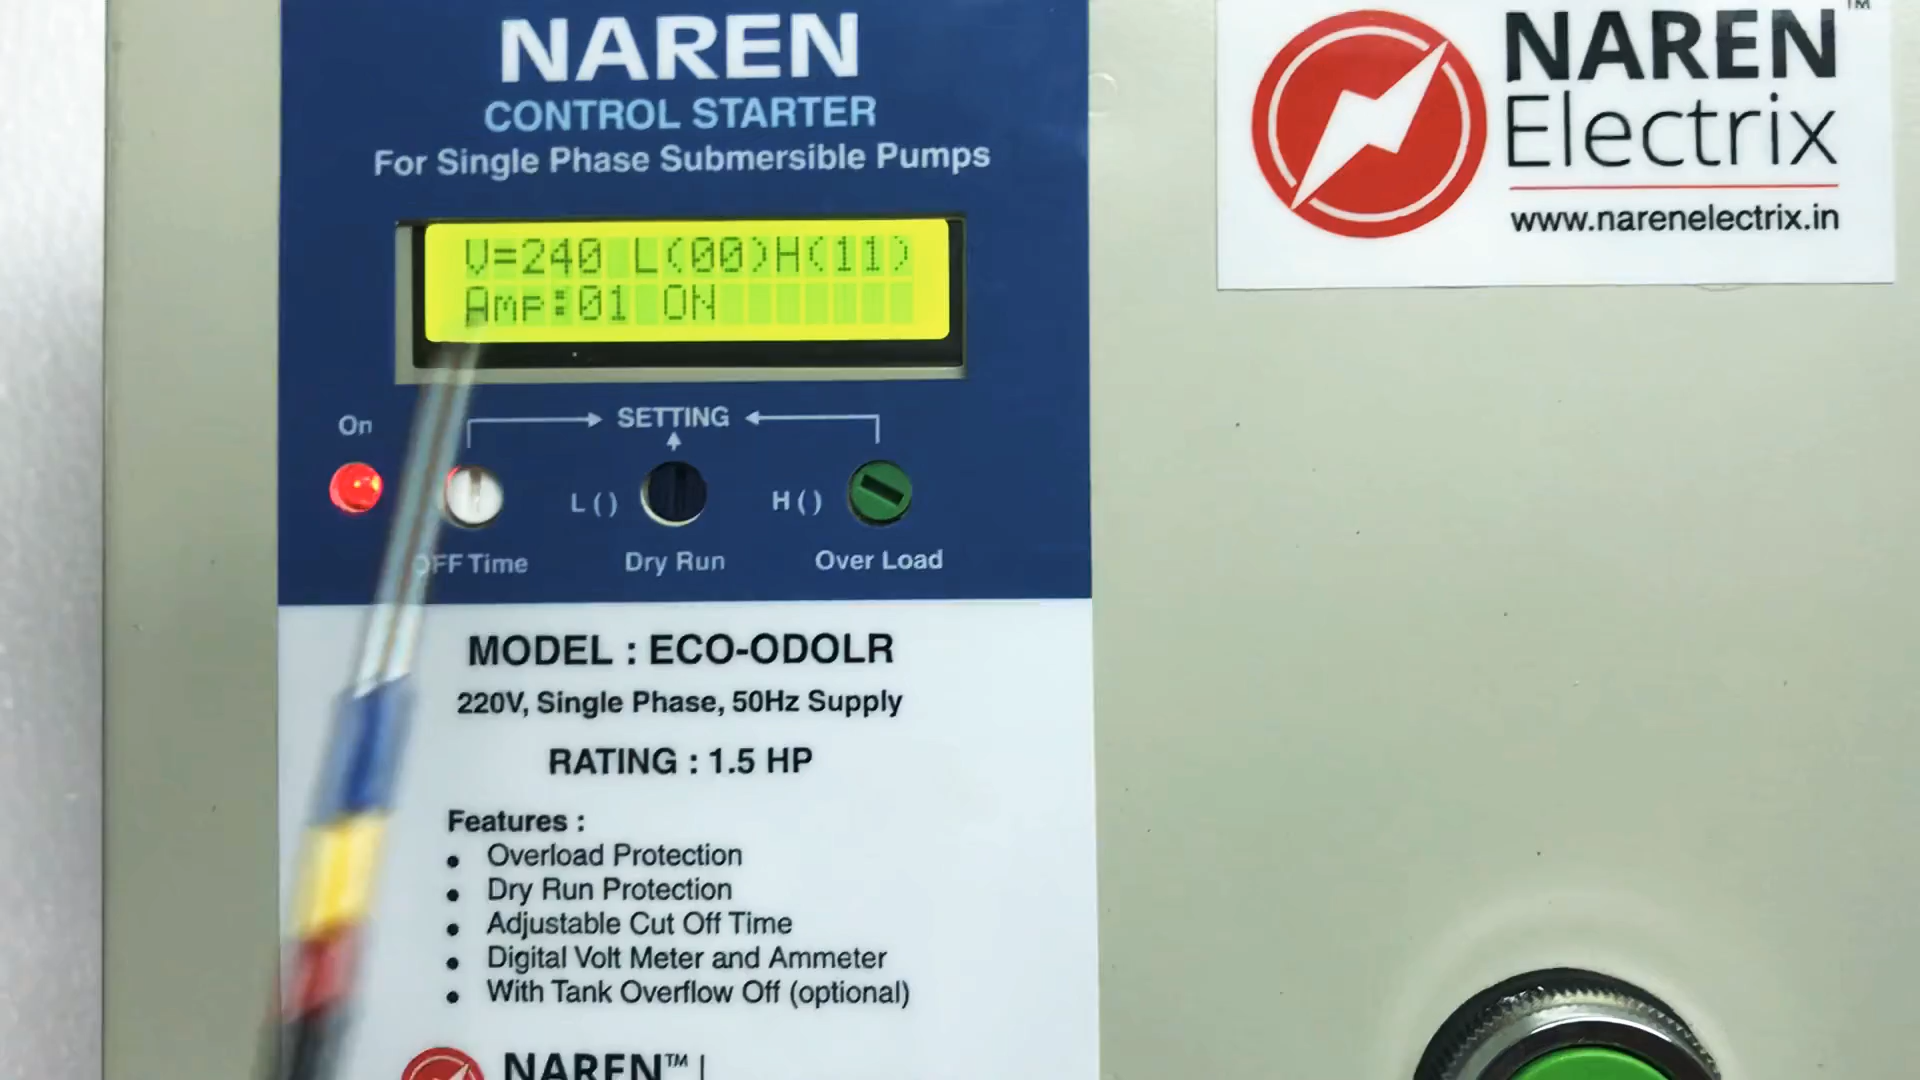 NAREN
CONTROL STARTER
For Single Phase Submersible Pumps
V=240 L(00)H(11)
Amp:01 ON
SETTING
On
L ( )
H ( )
OFF Time
Dry Run
Over Load
MODEL : ECO-ODOLR
220V, Single Phase, 50Hz Supply
RATING : 1.5 HP
Features :
• Overload Protection
• Dry Run Protection
• Adjustable Cut Off Time
• Digital Volt Meter and Ammeter
• With Tank Overflow Off (optional)
NAREN™
NAREN™
Electrix
www.narenelectrix.in